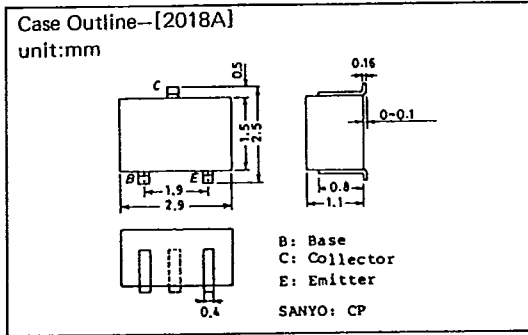 Case Outline—[2018A]
unit:mm
C
0.5
0.16
1.5
2.5
0–0.1
B
E
1.9
2.9
0.8
1.1
B: Base
C: Collector
E: Emitter
0.4
SANYO: CP